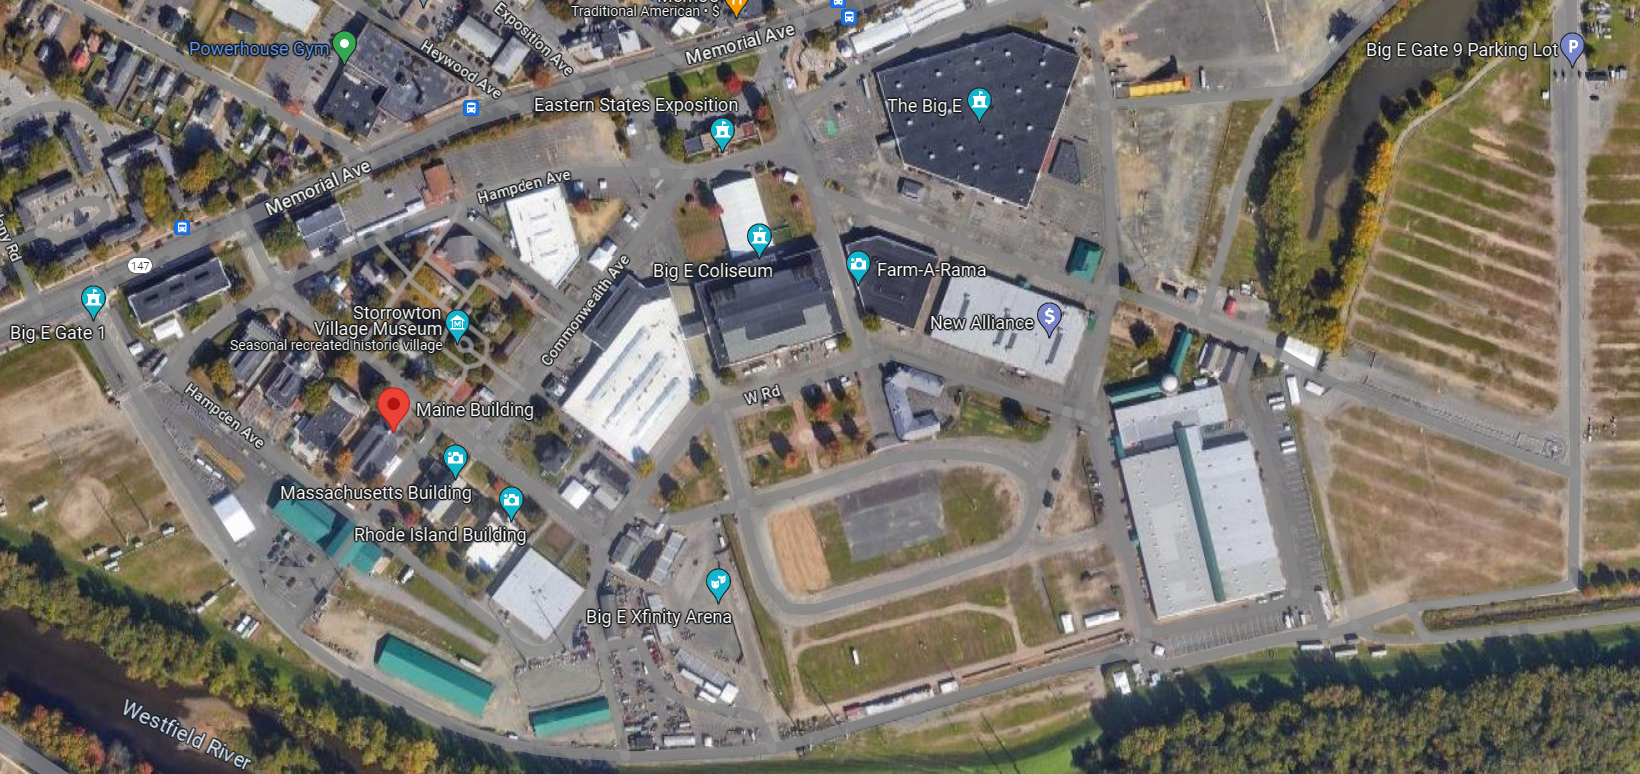 Traditional American • $
Exposition Ave
Memorial Ave
Powerhouse Gym
Heywood Ave
Big E Gate 9 Parking Lot
P
Eastern States Exposition
The Big E
Memorial Ave
Hampden Ave
147
Big E Gate 1
Big E Coliseum
Farm-A-Rama
Commonwealth Ave
Storrowton
Village Museum
Seasonal recreated historic village
New Alliance
$
Hampden Ave
W Rd
Maine Building
Massachusetts Building
Rhode Island Building
Big E Xfinity Arena
Westfield River